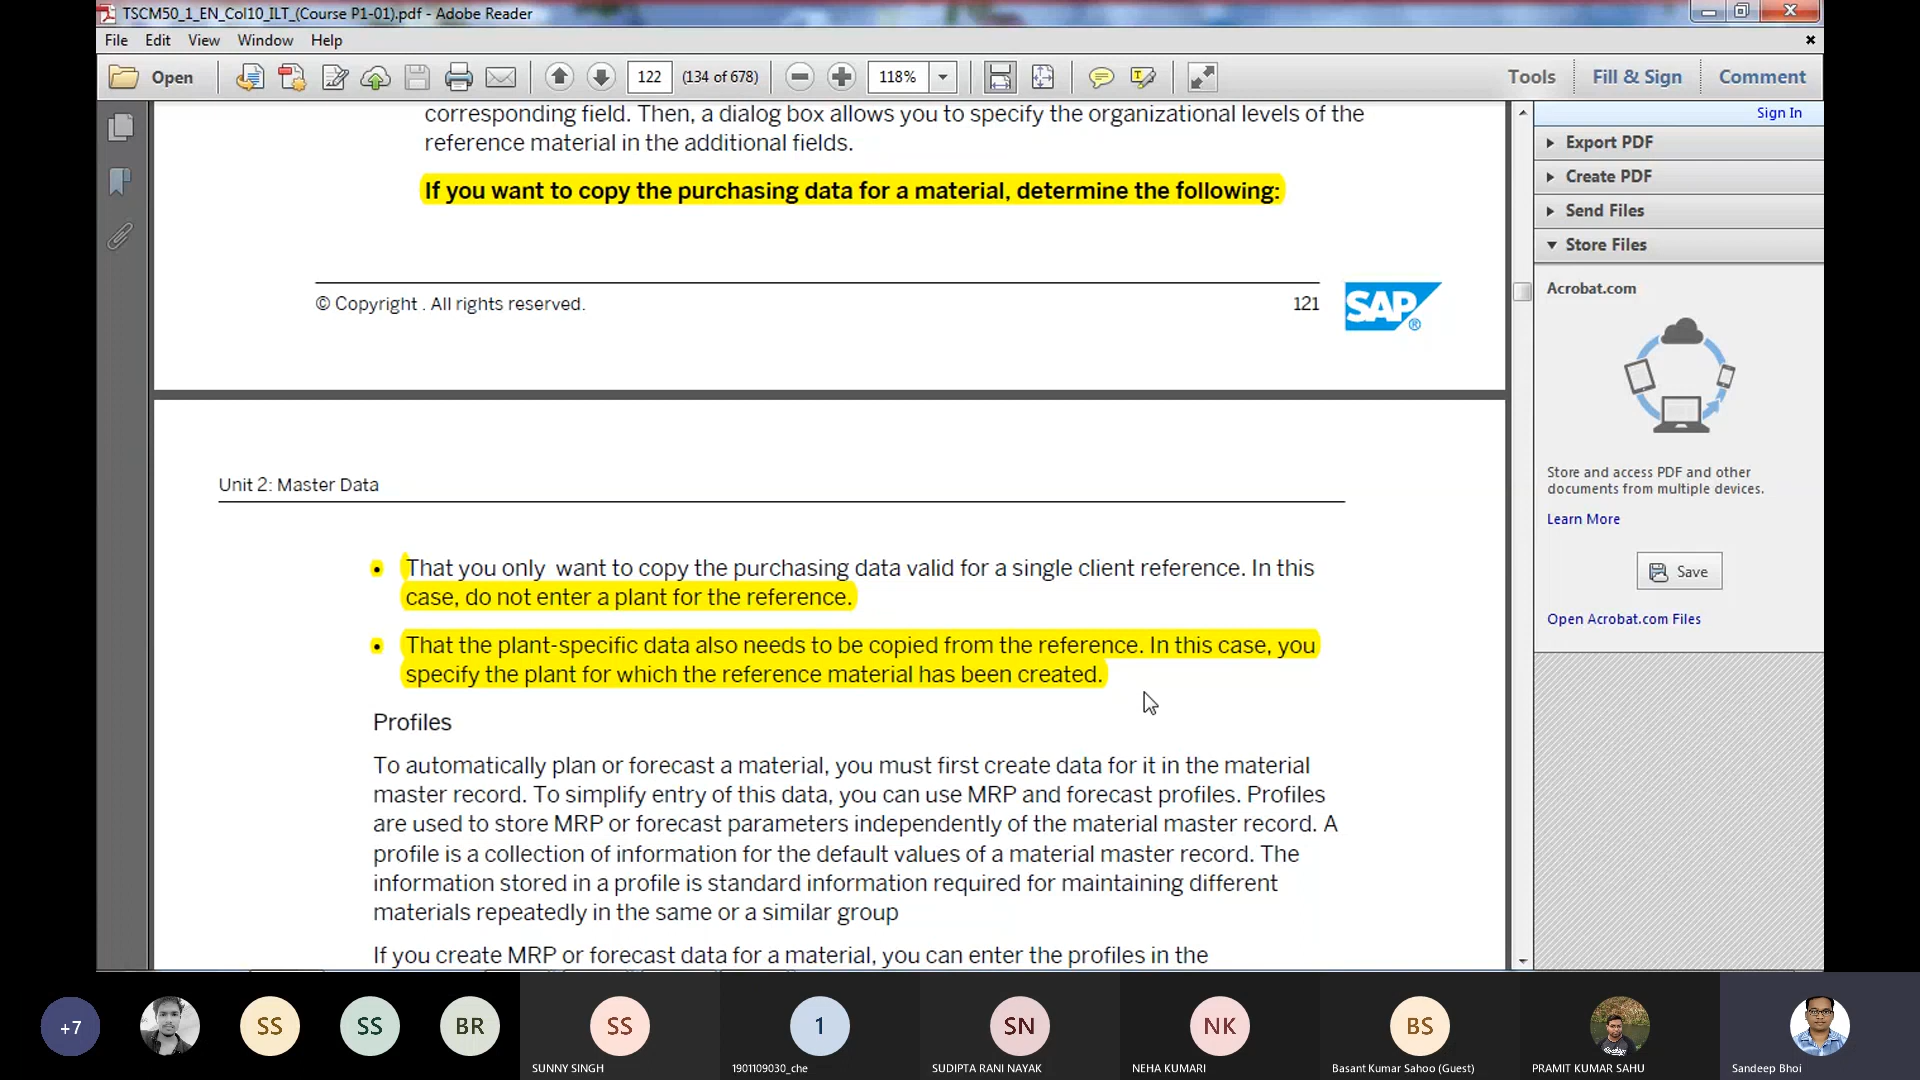 TSCM50_1_EN_Col10_ILT_(Course P1-01).pdf - Adobe Reader
File Edit View Window Help
Open 122 (134 of 678) 118% Tools Fill & Sign Comment
Sign In
corresponding field. Then, a dialog box allows you to specify the organizational levels of the
reference material in the additional fields.
If you want to copy the purchasing data for a material, determine the following:
© Copyright . All rights reserved. 121 SAP ®
Unit 2: Master Data
• That you only want to copy the purchasing data valid for a single client reference. In this
case, do not enter a plant for the reference.
• That the plant-specific data also needs to be copied from the reference. In this case, you
specify the plant for which the reference material has been created.
Profiles
To automatically plan or forecast a material, you must first create data for it in the material
master record. To simplify entry of this data, you can use MRP and forecast profiles. Profiles
are used to store MRP or forecast parameters independently of the material master record. A
profile is a collection of information for the default values of a material master record. The
information stored in a profile is standard information required for maintaining different
materials repeatedly in the same or a similar group
If you create MRP or forecast data for a material, you can enter the profiles in the
Export PDF
Create PDF
Send Files
Store Files
Acrobat.com
Store and access PDF and other
documents from multiple devices.
Learn More
Save
Open Acrobat.com Files
+7 SS SS BR SS 1 SN NK BS
SUNNY SINGH 1901109030_che SUDIPTA RANI NAYAK NEHA KUMARI Basant Kumar Sahoo (Guest) PRAMIT KUMAR SAHU Sandeep Bhoi